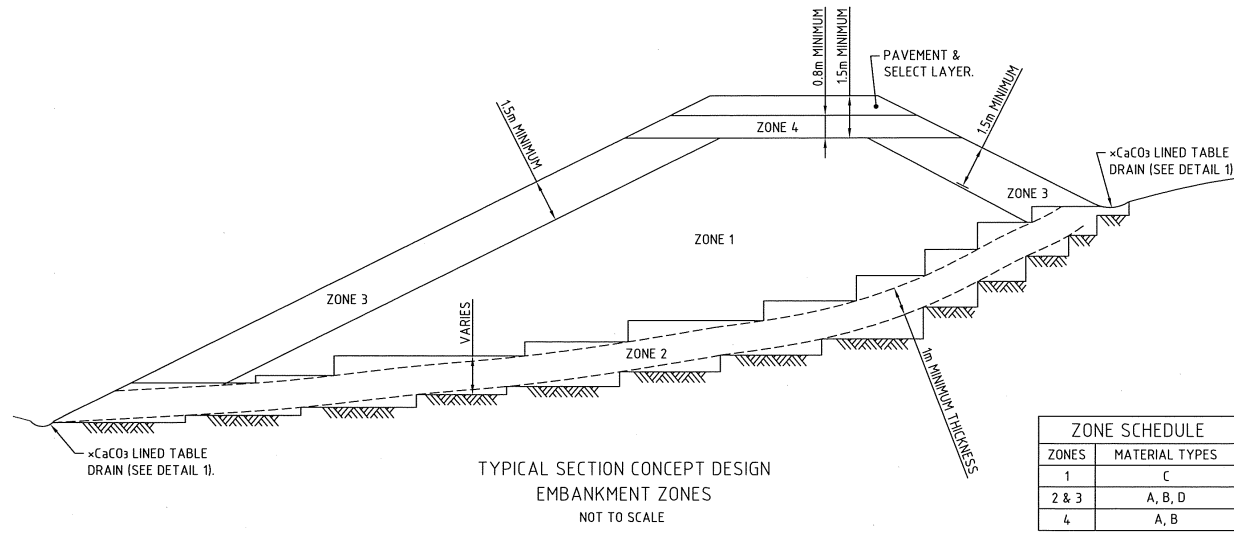 0.8m MINIMUM
1.5m MINIMUM
PAVEMENT &
SELECT LAYER.
1.5m MINIMUM
ZONE 4
1.5m MINIMUM
×CaCO₃ LINED TABLE
DRAIN (SEE DETAIL 1)
ZONE 3
ZONE 1
ZONE 3
VARIES
ZONE 2
1m MINIMUM THICKNESS
×CaCO₃ LINED TABLE
DRAIN (SEE DETAIL 1).
TYPICAL SECTION CONCEPT DESIGN
EMBANKMENT ZONES
NOT TO SCALE
ZONE SCHEDULE
ZONES MATERIAL TYPES
1 C
2 & 3 A, B, D
4 A, B